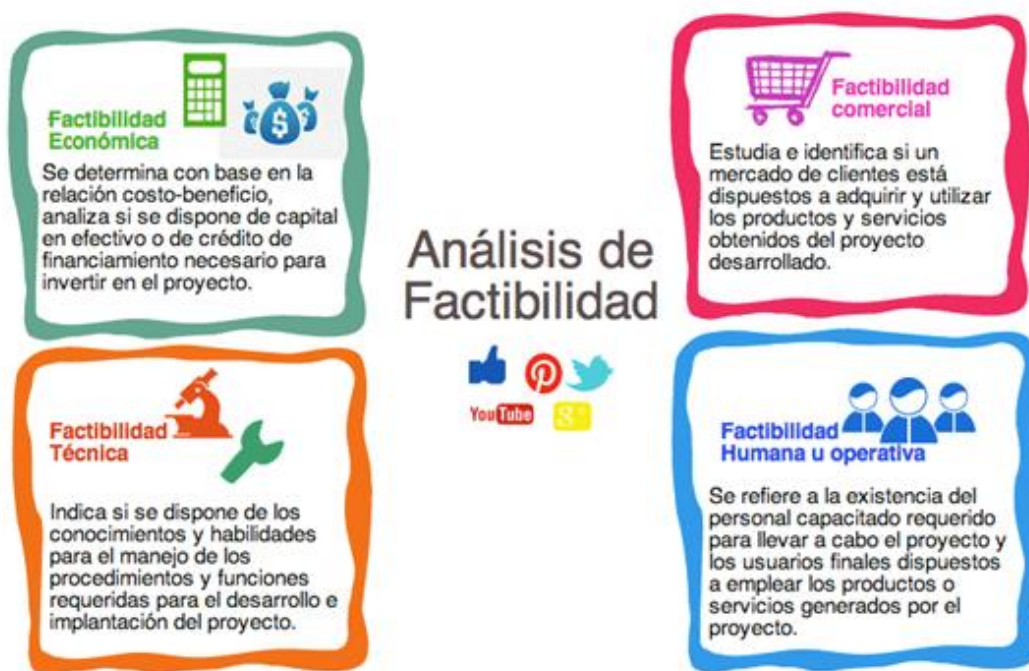 Factibilidad
Económica
Se determina con base en la
relación costo-beneficio,
analiza si se dispone de capital
en efectivo o de crédito de
financiamiento necesario para
invertir en el proyecto.
Factibilidad
comercial
Estudia e identifica si un
mercado de clientes está
dispuestos a adquirir y utilizar
los productos y servicios
obtenidos del proyecto
desarrollado.
Análisis de
Factibilidad
YouTube
g+
Factibilidad
Técnica
Indica si se dispone de los
conocimientos y habilidades
para el manejo de los
procedimientos y funciones
requeridas para el desarrollo e
implantación del proyecto.
Factibilidad
Humana u operativa
Se refiere a la existencia del
personal capacitado requerido
para llevar a cabo el proyecto y
los usuarios finales dispuestos
a emplear los productos o
servicios generados por el
proyecto.